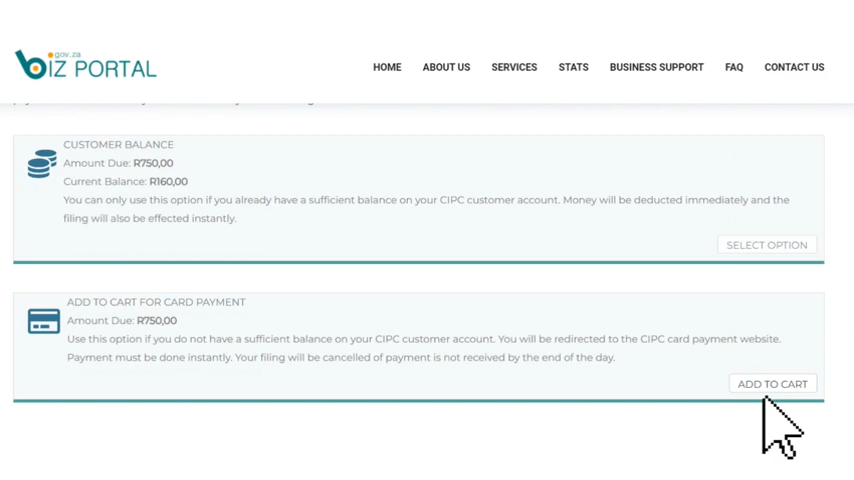 gov.za
biz PORTAL
HOME ABOUT US SERVICES STATS BUSINESS SUPPORT FAQ CONTACT US
CUSTOMER BALANCE
Amount Due: R750,00
Current Balance: R160,00
You can only use this option if you already have a sufficient balance on your CIPC customer account. Money will be deducted immediately and the
filing will also be effected instantly.
SELECT OPTION
ADD TO CART FOR CARD PAYMENT
Amount Due: R750,00
Use this option if you do not have a sufficient balance on your CIPC customer account. You will be redirected to the CIPC card payment website.
Payment must be done instantly. Your filing will be cancelled of payment is not received by the end of the day.
ADD TO CART